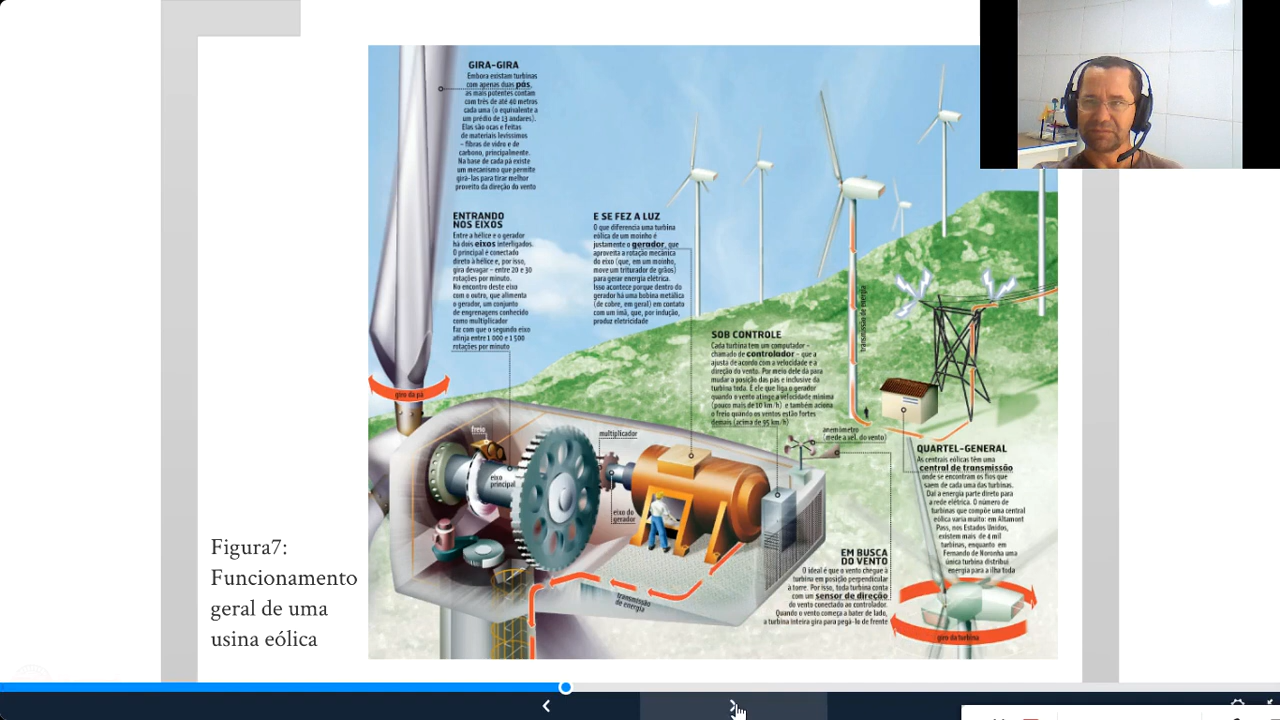 GIRA-GIRA
Embora existam turbinas
com apenas duas pás,
as mais potentes contam
com três de até 40 metros
cada uma (o equivalente a
um prédio de 13 andares).
Elas são ocas e feitas
de materiais levíssimos
- fibras de vidro e de
carbono, principalmente.
Na base de cada pá existe
um mecanismo que permite
girá-las para tirar melhor
proveito da direção do vento
ENTRANDO
NOS EIXOS
Entre a hélice e o gerador
há dois eixos interligados.
O principal é conectado
direto à hélice e, por isso,
gira devagar - entre 20 e 30
rotações por minuto.
No encontro deste eixo
com o outro, que alimenta
o gerador, um conjunto
de engrenagens conhecido
como multiplicador
faz com que o segundo eixo
atinja entre 1 000 e 1 500
rotações por minuto
E SE FEZ A LUZ
O que diferencia uma turbina
eólica de um moinho é
justamente o gerador, que
aproveita a rotação mecânica
do eixo (que, em um moinho,
move um triturador de grãos)
para gerar energia elétrica.
Isso acontece porque dentro do
gerador há uma bobina metálica
(de cobre, em geral) em contato
com um imã, que, por indução,
produz eletricidade
SOB CONTROLE
Cada turbina tem um computador -
chamado de controlador - que a
ajusta de acordo com a velocidade e a
direção do vento. Por meio dele dá para
mudar a posição das pás e inclusive da
turbina toda. É ele que liga o gerador
quando o vento atinge a velocidade mínima
(pouco mais de 10 km/h) e também aciona
o freio quando os ventos estão fortes
demais (acima de 95 km/h)
transmissão de energia
giro da pá
freio
multiplicador
eixo
principal
eixo do
gerador
transmissão
de energia
anemômetro
(mede a vel. do vento)
QUARTEL-GENERAL
As centrais eólicas têm uma
central de transmissão
onde se encontram os fios que
saem de cada uma das turbinas.
Daí a energia parte direto para
a rede elétrica. O número de
turbinas que compõe uma central
eólica varia muito: em Altamont
Pass, nos Estados Unidos,
existem mais de 4 mil
turbinas, enquanto em
Fernando de Noronha uma
única turbina distribui
energia para a ilha toda
EM BUSCA
DO VENTO
O ideal é que o vento chegue à
turbina em posição perpendicular
à torre. Por isso, toda turbina conta
com um sensor de direção
do vento conectado ao controlador.
Quando o vento começa a bater de lado,
a turbina inteira gira para pegá-lo de frente
giro da turbina
Figura7:
Funcionamento
geral de uma
usina eólica